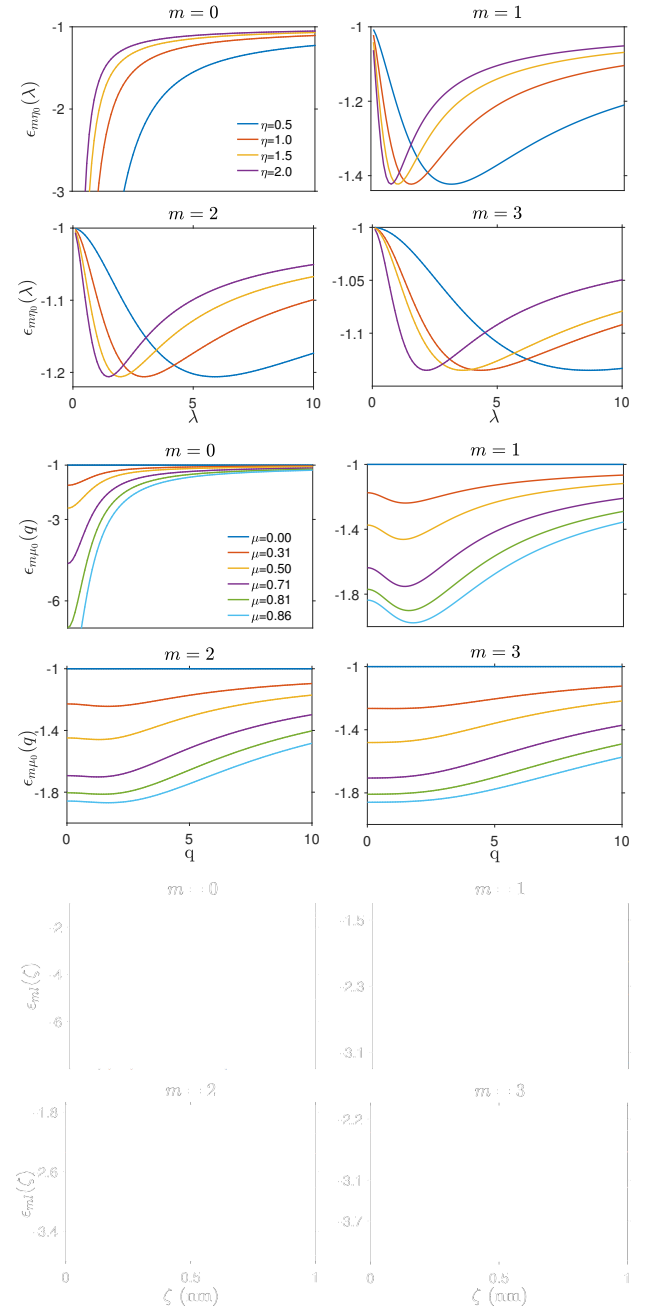 m = 0
m = 1
-1
-2
-3
ϵmη0(λ)
η=0.5
η=1.0
η=1.5
η=2.0
-1
-1.2
-1.4
m = 2
m = 3
-1
-1.1
-1.2
ϵmη0(λ)
0
5
10
λ
-1
-1.05
-1.1
0
5
10
λ
m = 0
m = 1
-1
-3
-6
ϵmμ0(q)
μ=0.00
μ=0.31
μ=0.50
μ=0.71
μ=0.81
μ=0.86
-1
-1.4
-1.8
m = 2
m = 3
-1
-1.4
-1.8
ϵmμ0(q)
0
5
10
q
-1
-1.4
-1.8
0
5
10
q
m = 0
m = 1
-2
-4
-6
εml(ζ)
-1.5
-2.3
-3.1
m = 2
m = 3
-1.8
-2.6
-3.4
εml(ζ)
0
0.5
1
ζ (nm)
-2.2
-3.1
-3.7
0
0.5
1
ζ (nm)